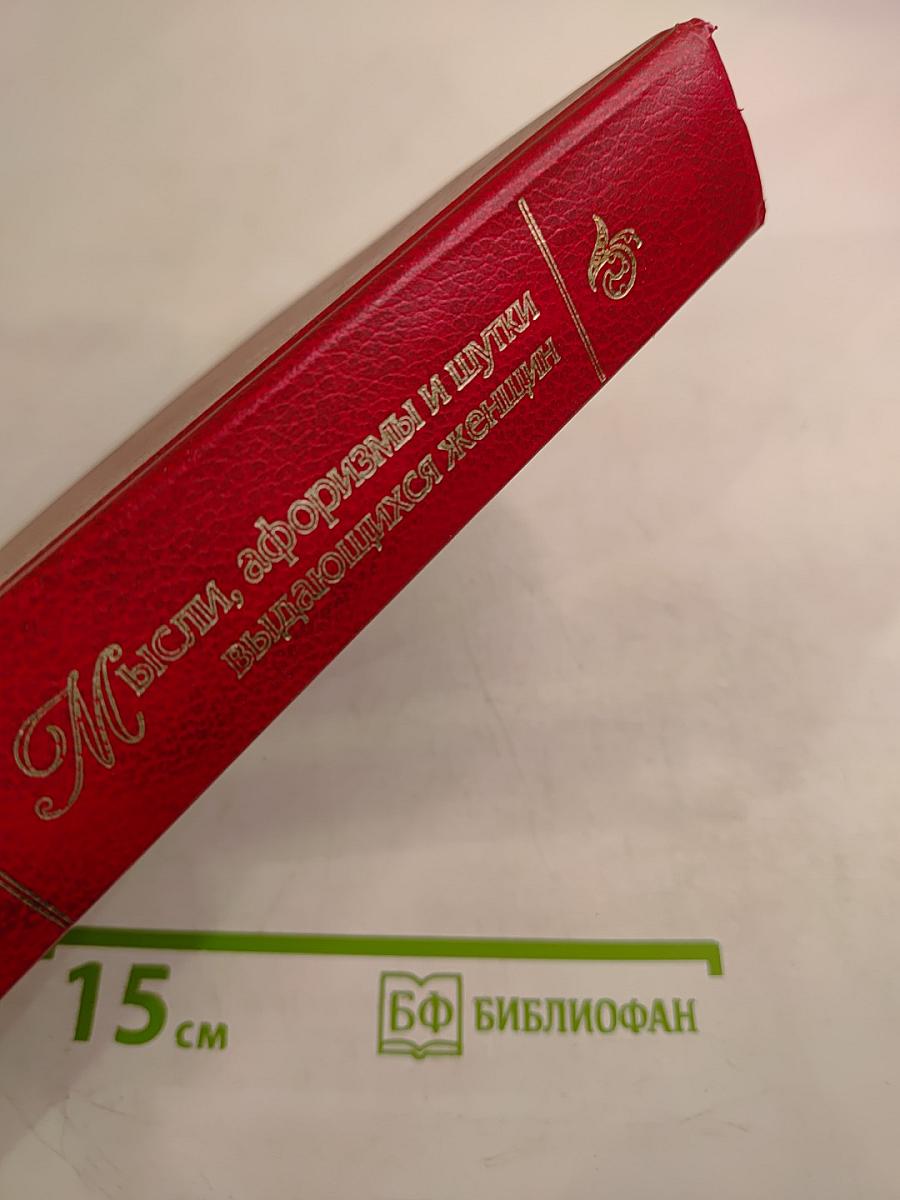 Мысли, афоризмы и шутки
выдающихся женщин
15 см
БФ БИБЛИОФАН